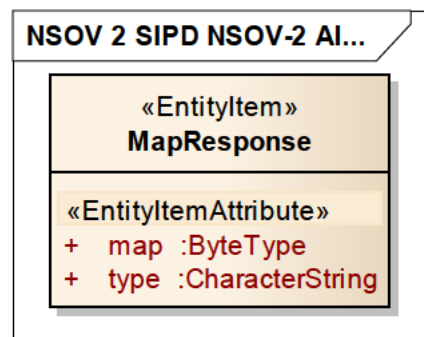 NSOV 2 SIPD NSOV-2 AI...
«EntityItem»
MapResponse
«EntityItemAttribute»
+ map :ByteType
+ type :CharacterString